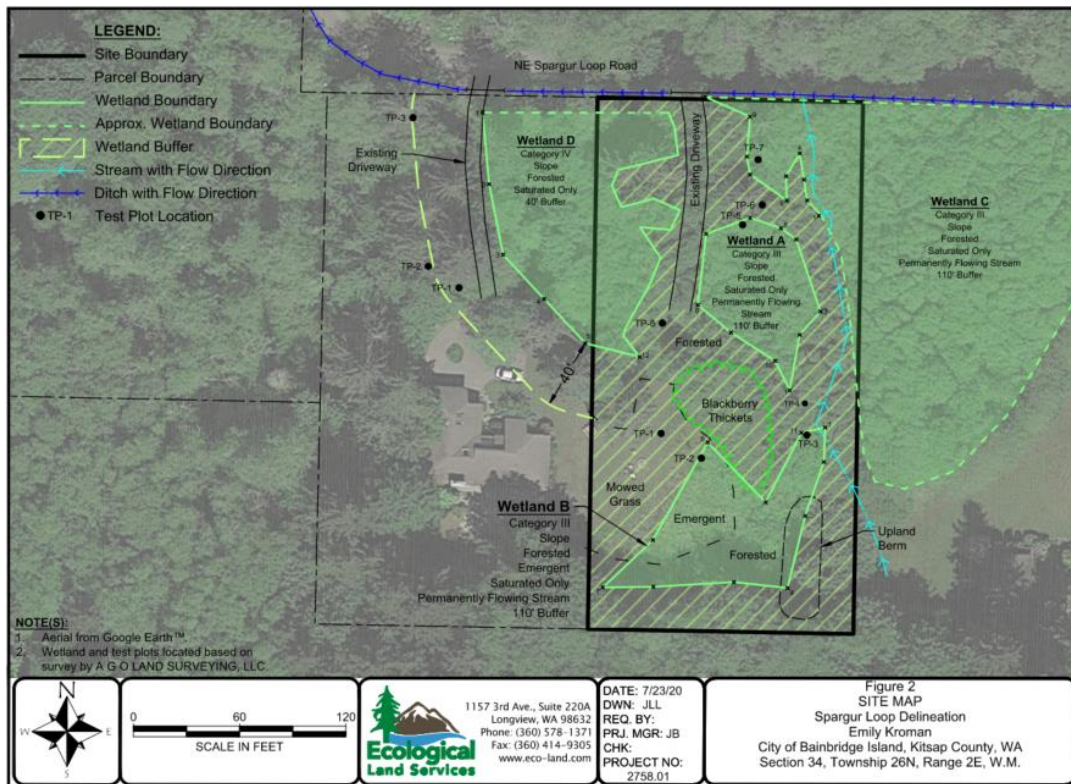 LEGEND:
Site Boundary
Parcel Boundary
Wetland Boundary
Approx. Wetland Boundary
Wetland Buffer
Stream with Flow Direction
Ditch with Flow Direction
TP-1 Test Plot Location
NE Spargur Loop Road
TP-3
Existing
Driveway
TP-2
TP-1
Wetland D
Category IV
Slope
Forested
Saturated Only
40' Buffer
40'
Existing Driveway
TP-7
TP-6
TP-5
Wetland A
Category III
Slope
Forested
Saturated Only
Permanently Flowing
Stream
110' Buffer
Wetland C
Category III
Slope
Forested
Saturated Only
Permanently Flowing Stream
110' Buffer
Forested
Blackberry
Thickets
TP-4
TP-3
TP-1
TP-2
Mowed
Grass
Wetland B
Category III
Slope
Forested
Emergent
Saturated Only
Permanently Flowing Stream
110' Buffer
Emergent
Forested
Upland
Berm
NOTE(S):
1. Aerial from Google Earth™.
2. Wetland and test plots located based on
survey by A G O LAND SURVEYING, LLC.
N
W
E
S
0 60 120
SCALE IN FEET
Ecological
Land Services
1157 3rd Ave., Suite 220A
Longview, WA 98632
Phone: (360) 578-1371
Fax: (360) 414-9305
www.eco-land.com
DATE: 7/23/20
DWN: JLL
REQ. BY:
PRJ. MGR: JB
CHK:
PROJECT NO:
2758.01
Figure 2
SITE MAP
Spargur Loop Delineation
Emily Kroman
City of Bainbridge Island, Kitsap County, WA
Section 34, Township 26N, Range 2E, W.M.